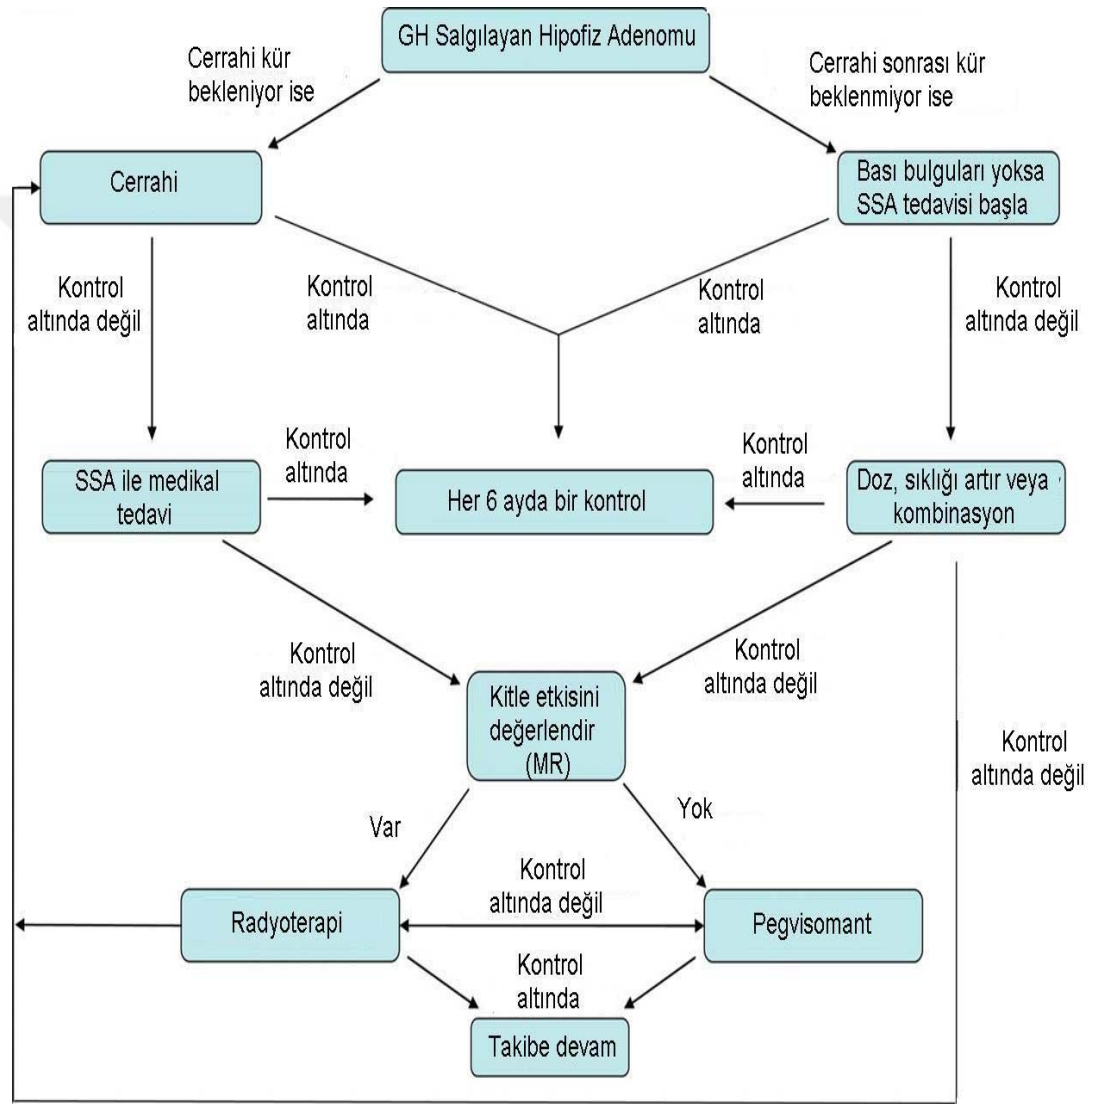 GH Salgılayan Hipofiz Adenomu
Cerrahi kür
bekleniyor ise
Cerrahi sonrası kür
beklenmiyor ise
Cerrahi
Bası bulguları yoksa
SSA tedavisi başla
Kontrol
altında değil
Kontrol
altında
Kontrol
altında
Kontrol
altında değil
SSA ile medikal
tedavi
Kontrol
altında
Her 6 ayda bir kontrol
Kontrol
altında
Doz, sıklığı artır veya
kombinasyon
Kontrol
altında değil
Kontrol
altında değil
Kitle etkisini
değerlendir
(MR)
Kontrol
altında değil
Var
Yok
Radyoterapi
Kontrol
altında değil
Pegvisomant
Kontrol
altında
Takibe devam